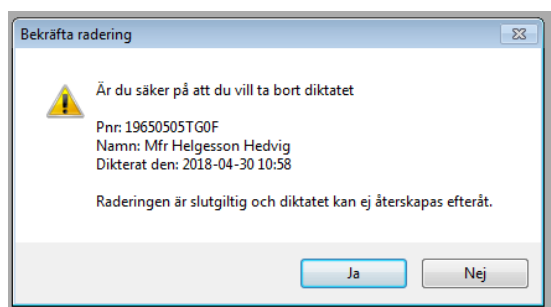 Bekräfta radering
Är du säker på att du vill ta bort diktatet
Pnr: 19650505TG0F
Namn: Mfr Helgesson Hedvig
Dikterat den: 2018-04-30 10:58
Raderingen är slutgiltig och diktatet kan ej återskapas efteråt.
Ja
Nej